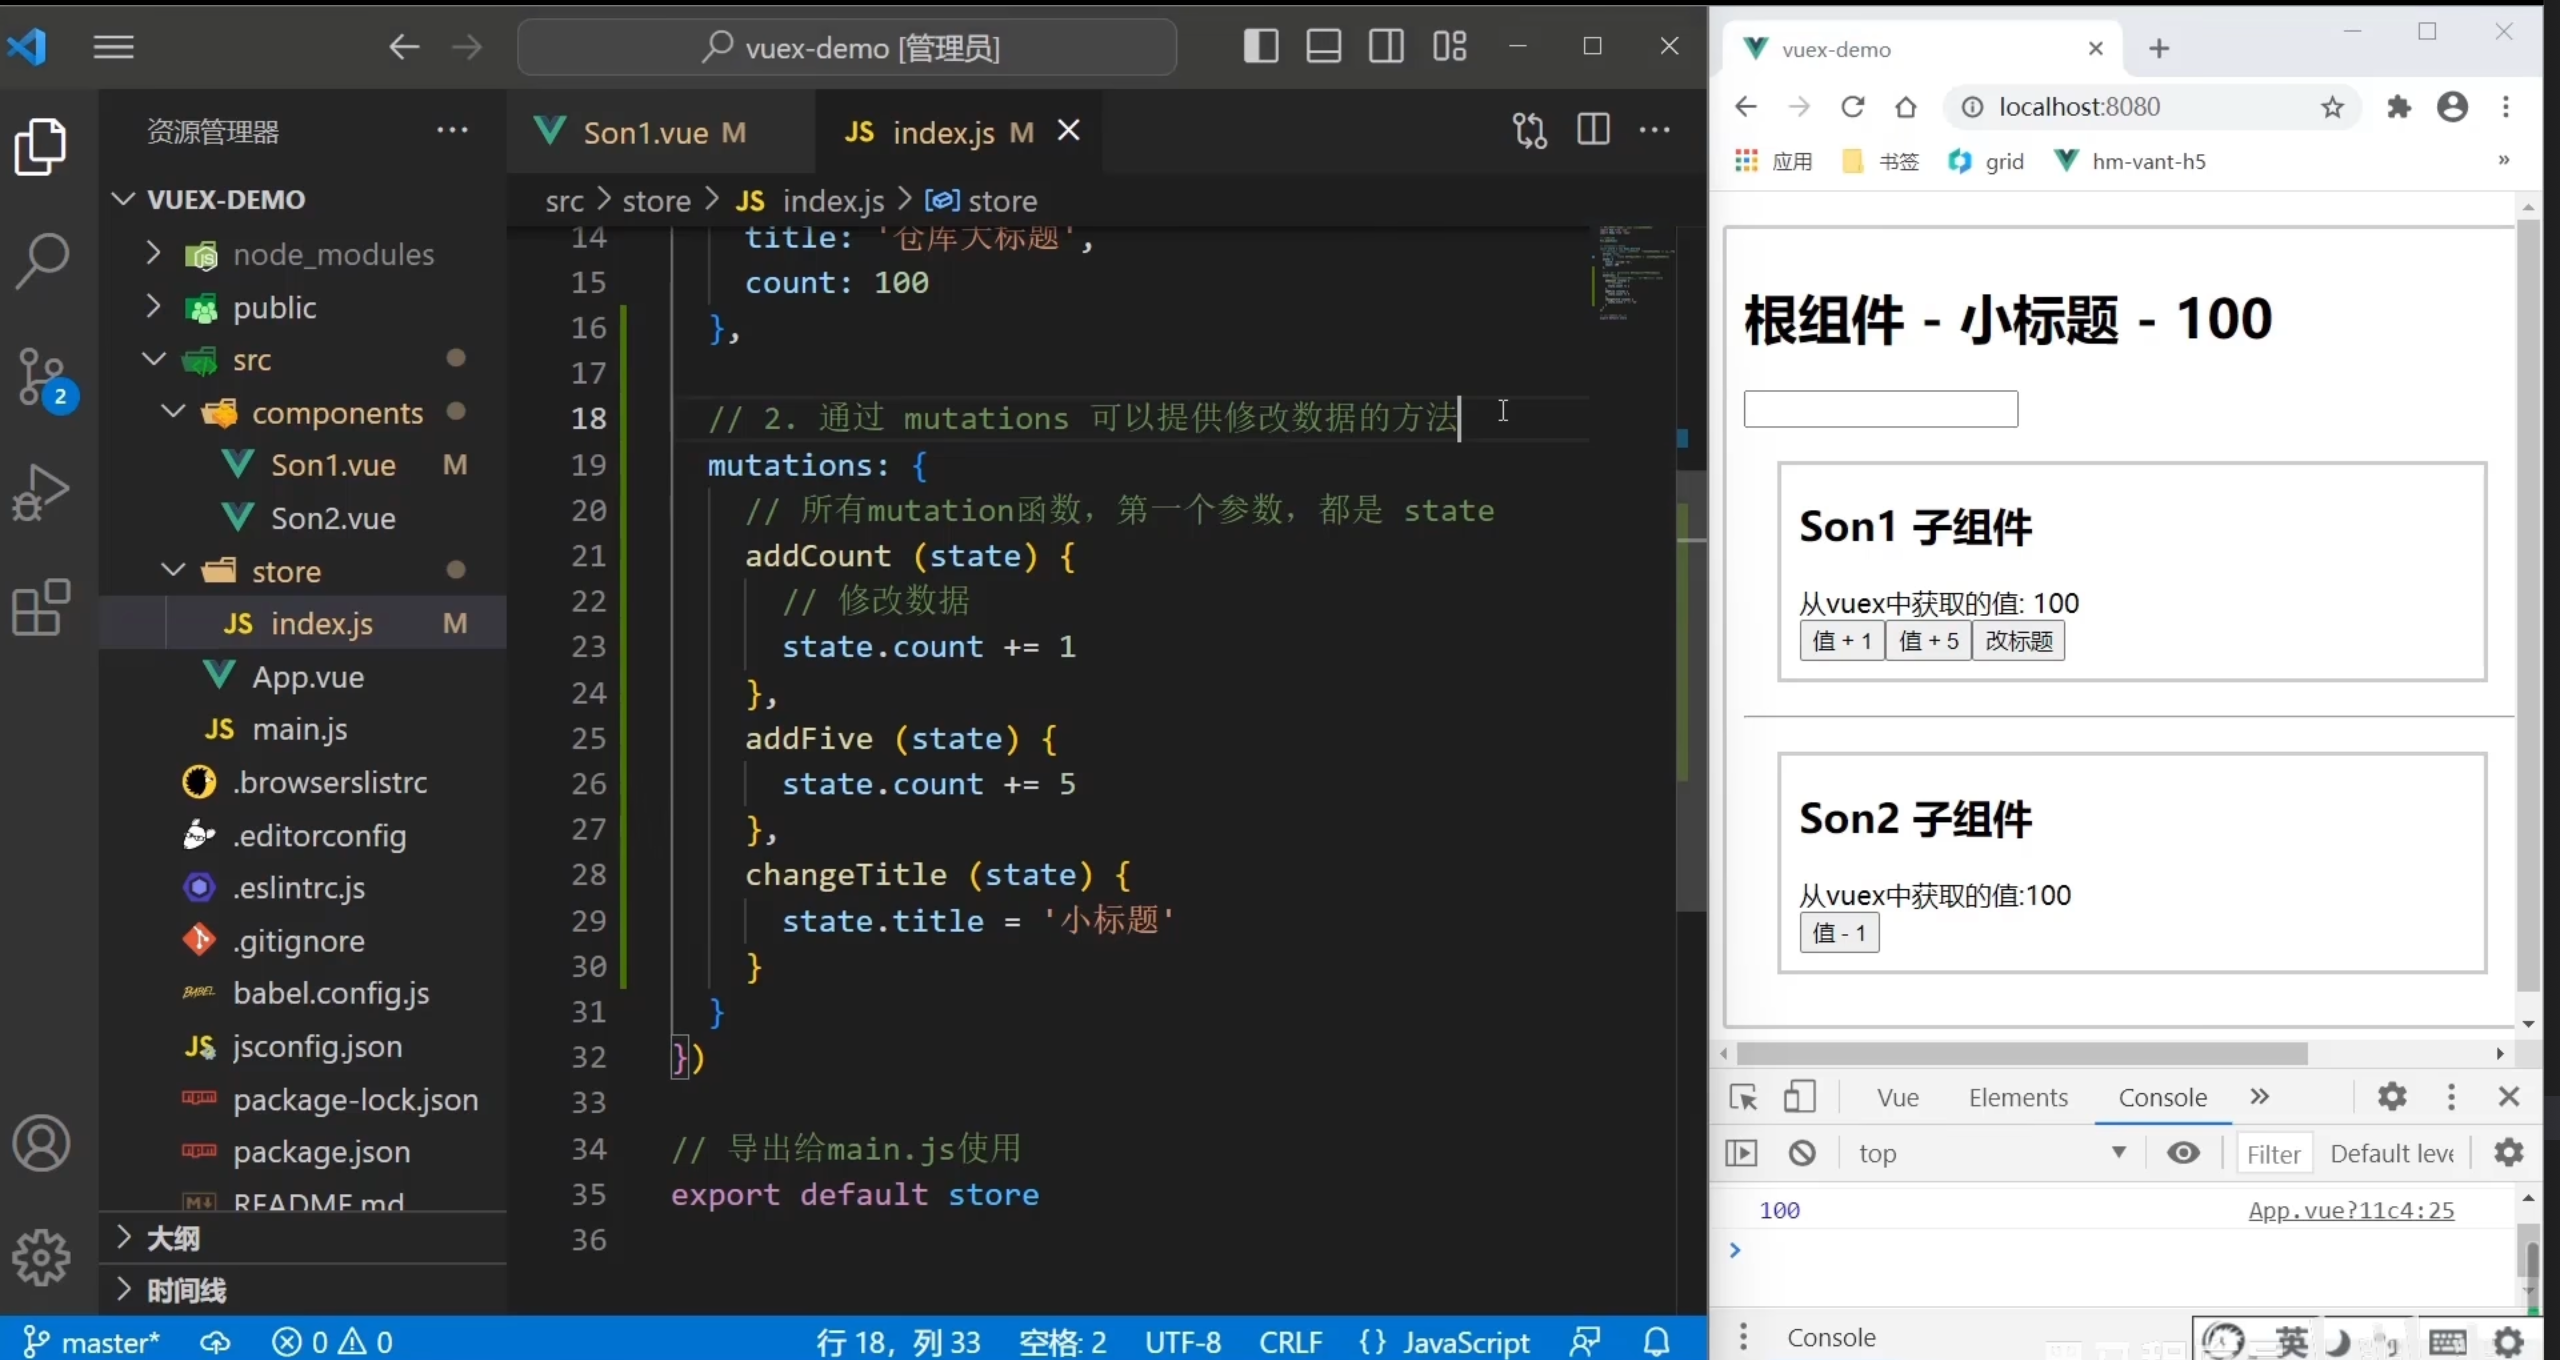 vuex-demo [管理员]
资源管理器
VUEX-DEMO
node_modules
public
src
components
Son1.vue M
Son2.vue
store
index.js M
App.vue
main.js
.browserslistrc
.editorconfig
.eslintrc.js
.gitignore
babel.config.js
jsconfig.json
package-lock.json
package.json
README.md
大纲
时间线
2
Son1.vue M
JS index.js M
src > store > JS index.js > store
14 title: '仓库大标题',
15 count: 100
16 },
17
18 // 2. 通过 mutations 可以提供修改数据的方法
19 mutations: {
20 // 所有mutation函数，第一个参数，都是 state
21 addCount (state) {
22 // 修改数据
23 state.count += 1
24 },
25 addFive (state) {
26 state.count += 5
27 },
28 changeTitle (state) {
29 state.title = '小标题'
30 }
31 }
32 })
33
34 // 导出给main.js使用
35 export default store
36
master* 0 0 行 18，列 33 空格: 2 UTF-8 CRLF {} JavaScript
vuex-demo
localhost:8080
应用 书签 grid hm-vant-h5 »
根组件 - 小标题 - 100
Son1 子组件
从vuex中获取的值: 100
值 + 1 值 + 5 改标题
Son2 子组件
从vuex中获取的值:100
值 - 1
Vue Elements Console »
top Filter Default leve
100 App.vue?11c4:25
>
Console
英